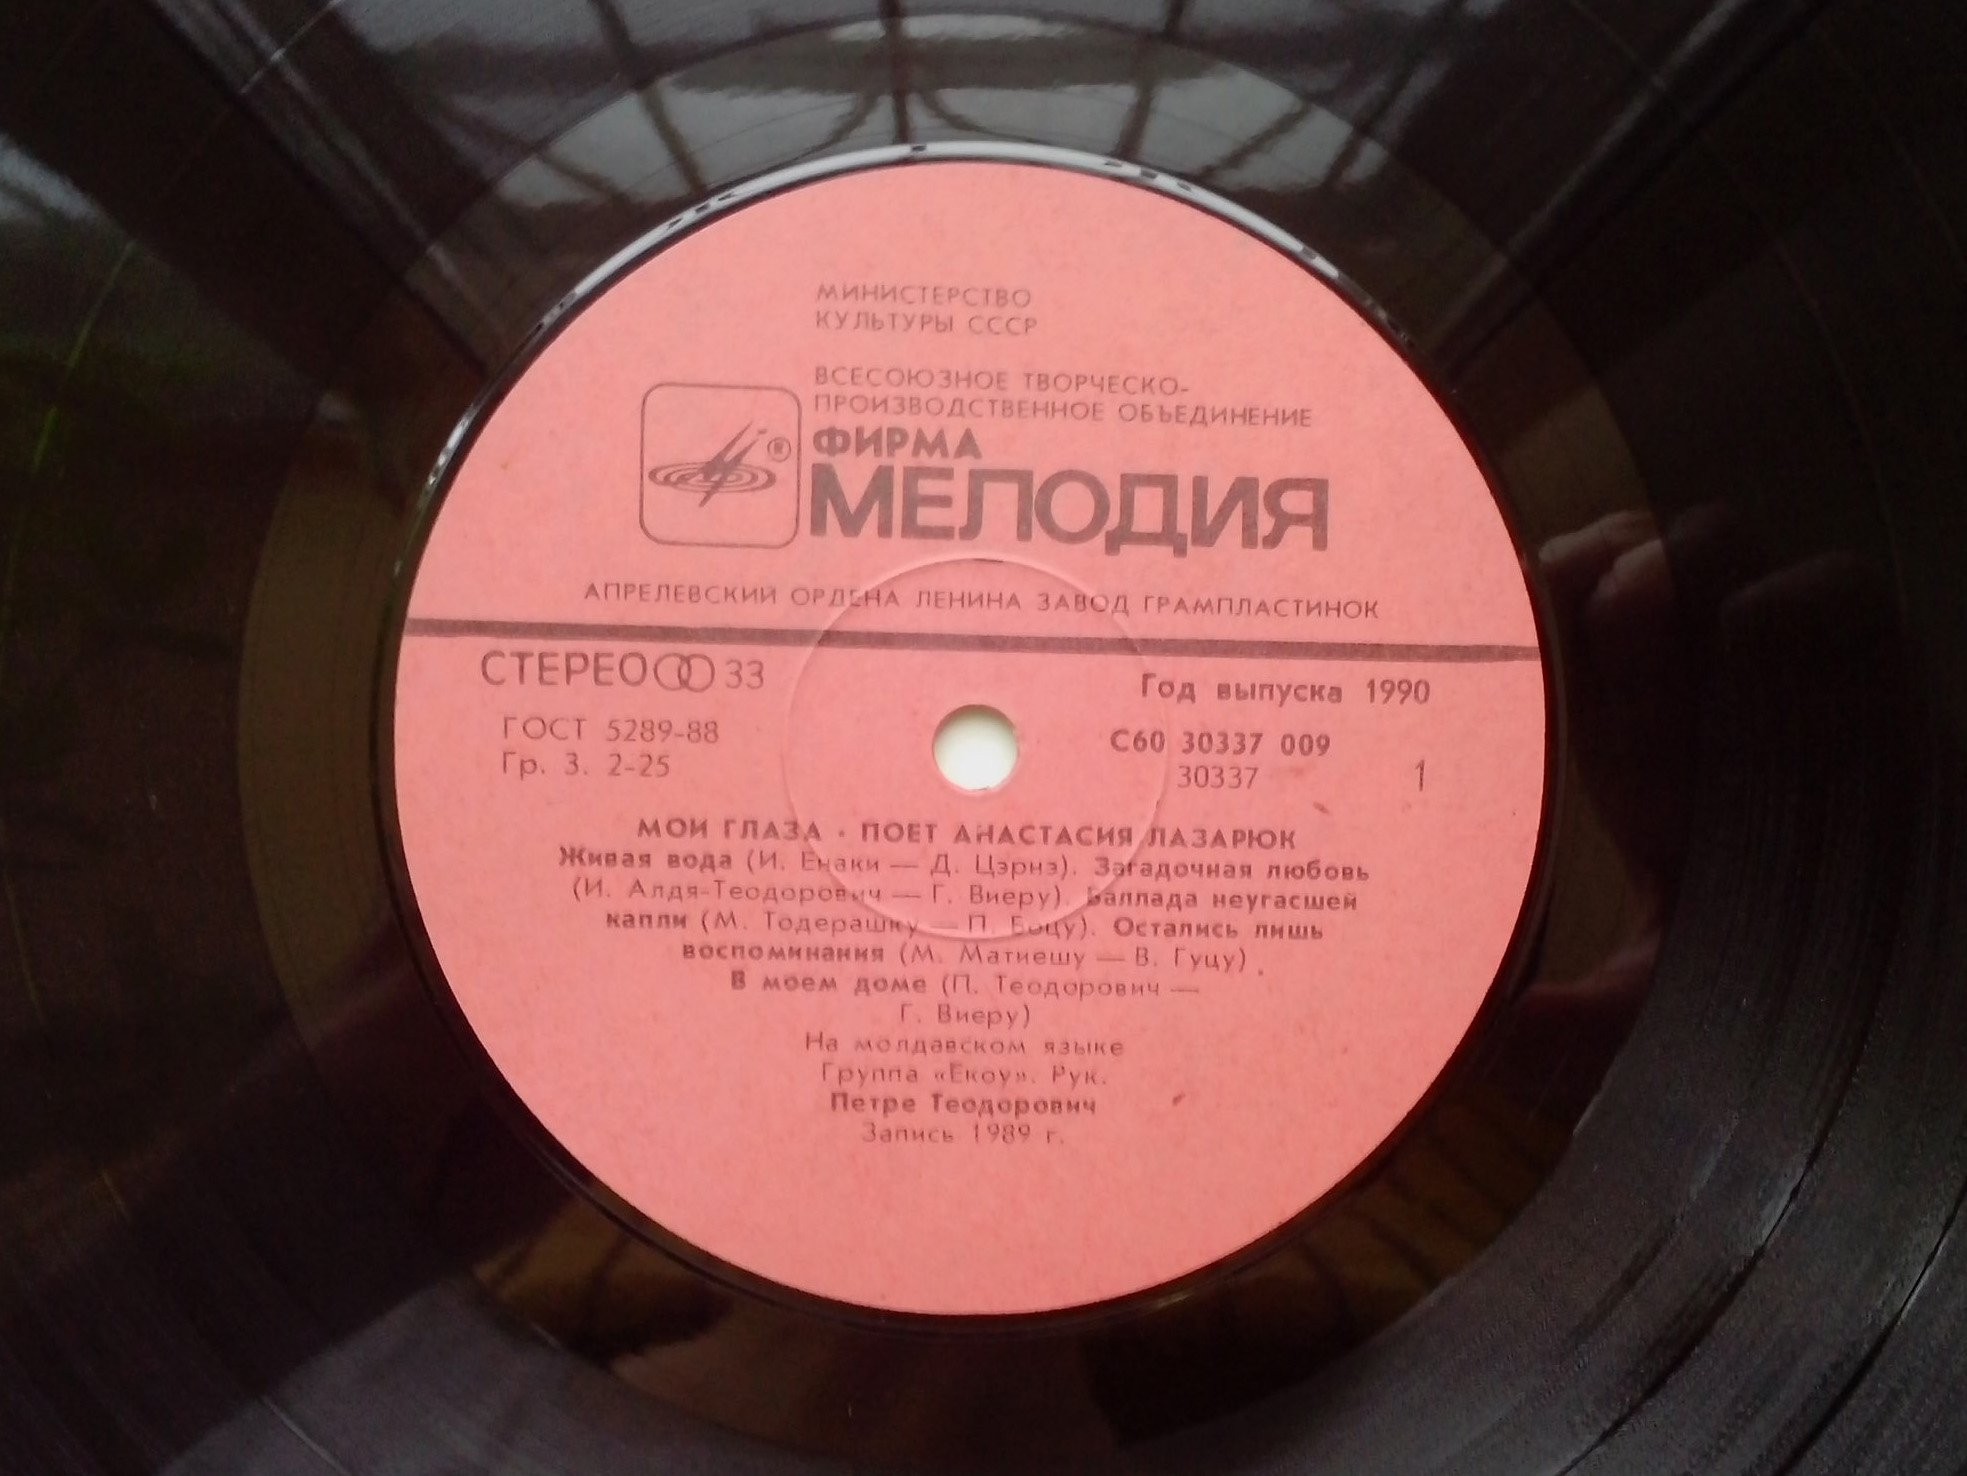 МИНИСТЕРСТВО
КУЛЬТУРЫ СССР
ВСЕСОЮЗНОЕ ТВОРЧЕСКО-
ПРОИЗВОДСТВЕННОЕ ОБЪЕДИНЕНИЕ
®
ФИРМА
МЕЛОДИЯ
АПРЕЛЕВСКИЙ ОРДЕНА ЛЕНИНА ЗАВОД ГРАМПЛАСТИНОК
СТЕРЕО 33
Год выпуска 1990
ГОСТ 5289-88
Гр. 3. 2-25
С60 30337 009
30337 1
МОИ ГЛАЗА · ПОЕТ АНАСТАСИЯ ЛАЗАРЮК
Живая вода (И. Енаки — Д. Цэрнэ). Загадочная любовь
(И. Алдя-Теодорович — Г. Виеру). Баллада неугасшей
капли (М. Тодерашку — П. Боцу). Остались лишь
воспоминания (М. Матиешу — В. Гуцу).
В моем доме (П. Теодорович —
Г. Виеру)
На молдавском языке
Группа «Екоу». Рук.
Петре Теодорович
Запись 1989 г.